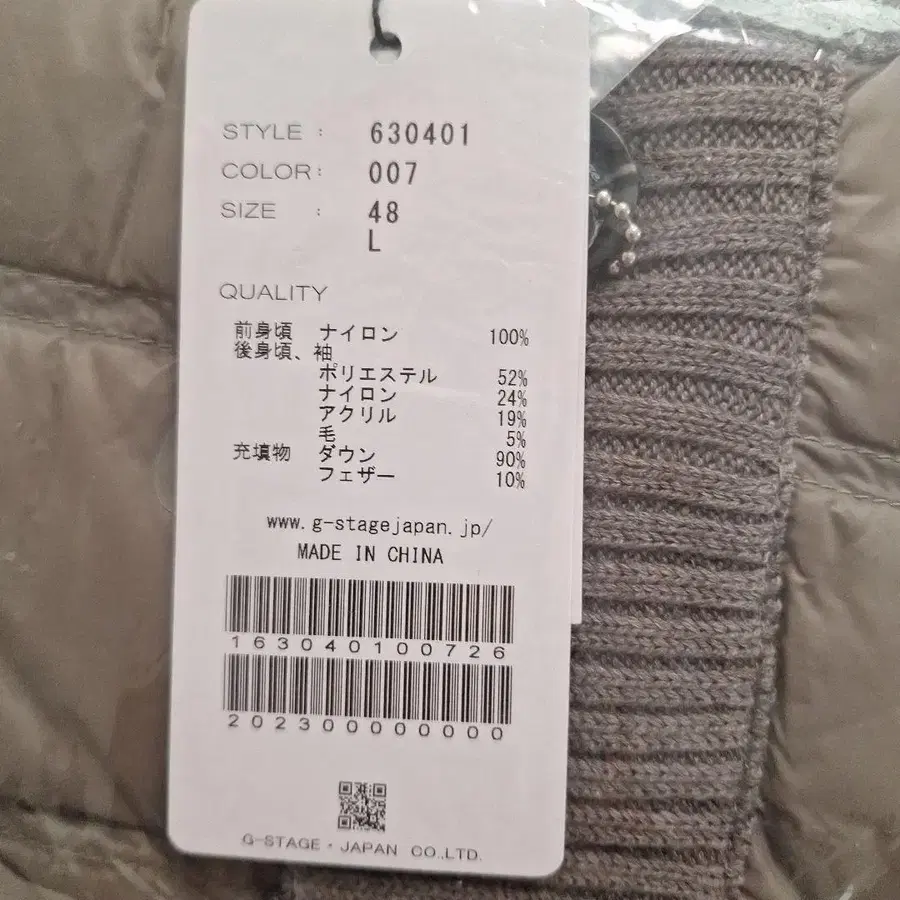 STYLE : 630401
COLOR: 007
SIZE : 48
L
QUALITY
前身頃 ナイロン 100%
後身頃、袖
ポリエステル 52%
ナイロン 24%
アクリル 19%
毛 5%
充填物 ダウン 90%
フェザー 10%
www.g-stagejapan.jp/
MADE IN CHINA
163040100726
202300000000
G-STAGE・JAPAN CO.,LTD.